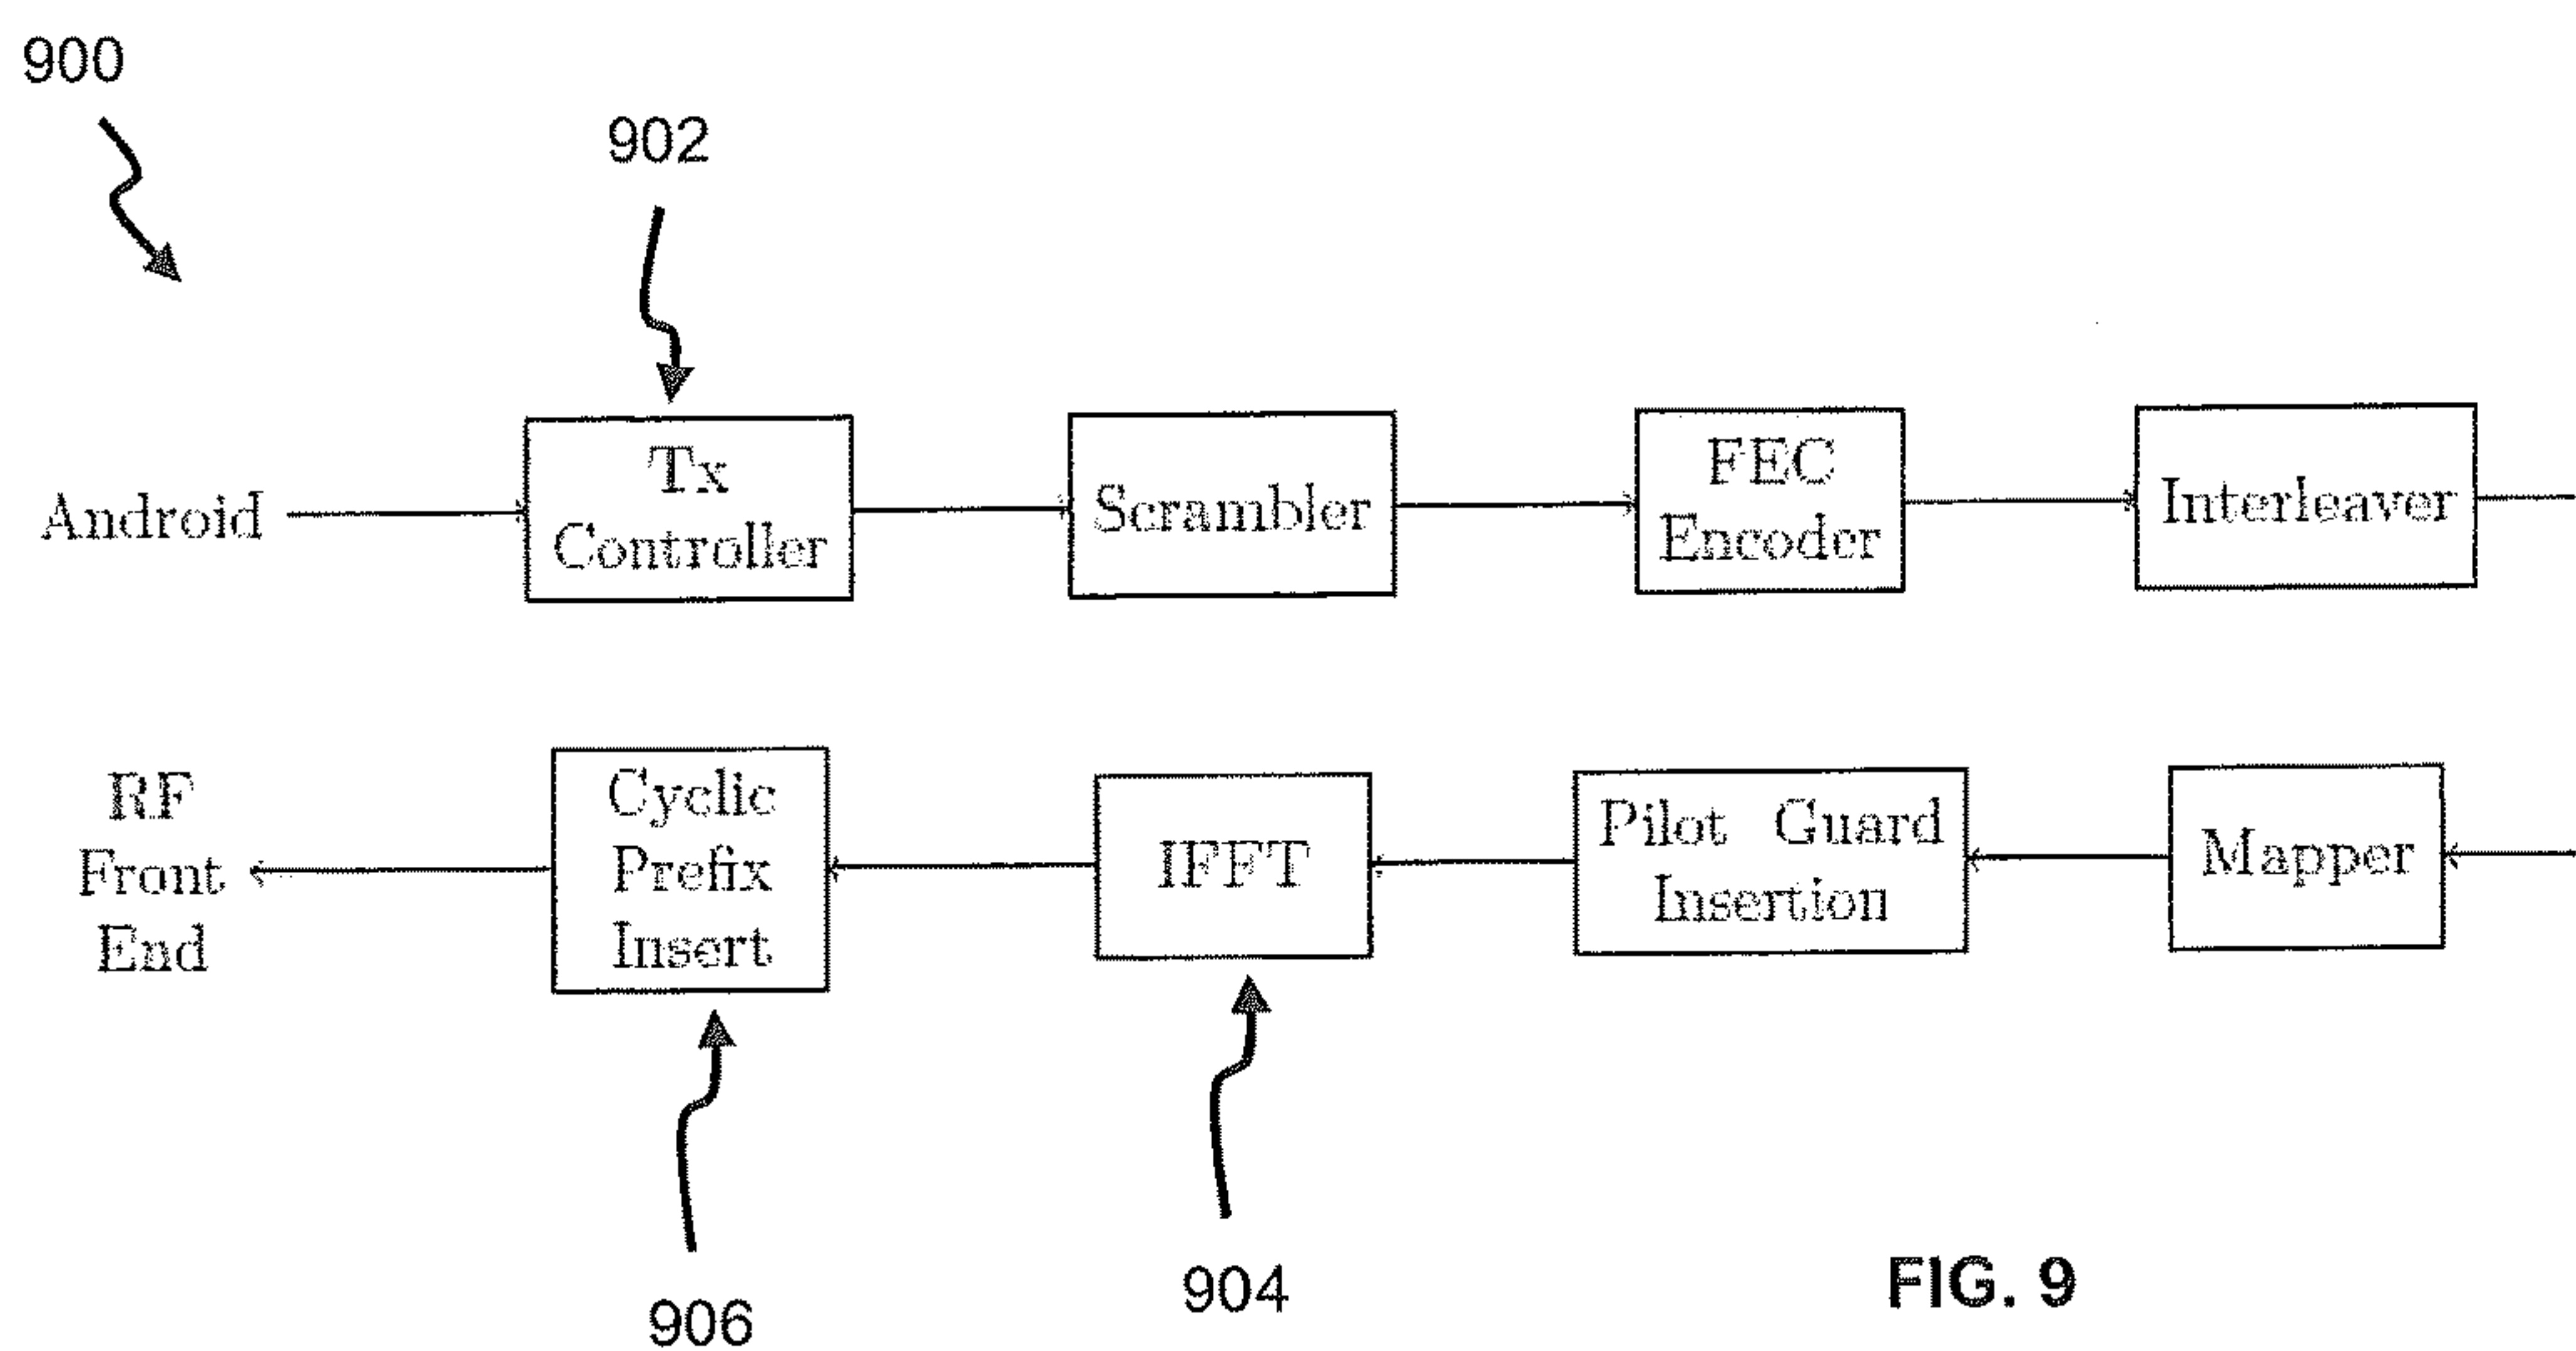 900
902
Android
Tx
Controller
Scrambler
FEC
Encoder
Interleaver
RF
Front
End
Cyclic
Prefix
Insert
IFFT
Pilot Guard
Insertion
Mapper
906
904
FIG. 9